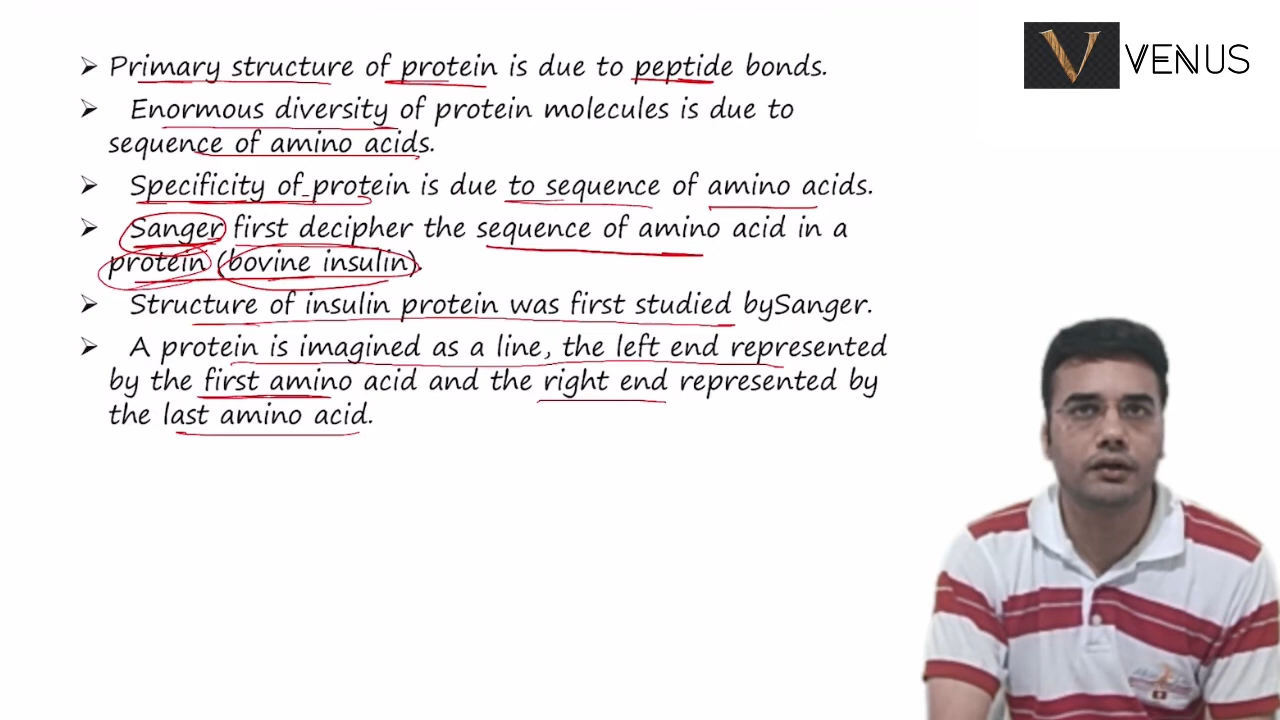 ➢ Primary structure of protein is due to peptide bonds.
➢ Enormous diversity of protein molecules is due to
sequence of amino acids.
➢ Specificity of protein is due to sequence of amino acids.
➢ Sanger first decipher the sequence of amino acid in a
protein (bovine insulin).
➢ Structure of insulin protein was first studied bySanger.
➢ A protein is imagined as a line, the left end represented
by the first amino acid and the right end represented by
the last amino acid.
V VENUS